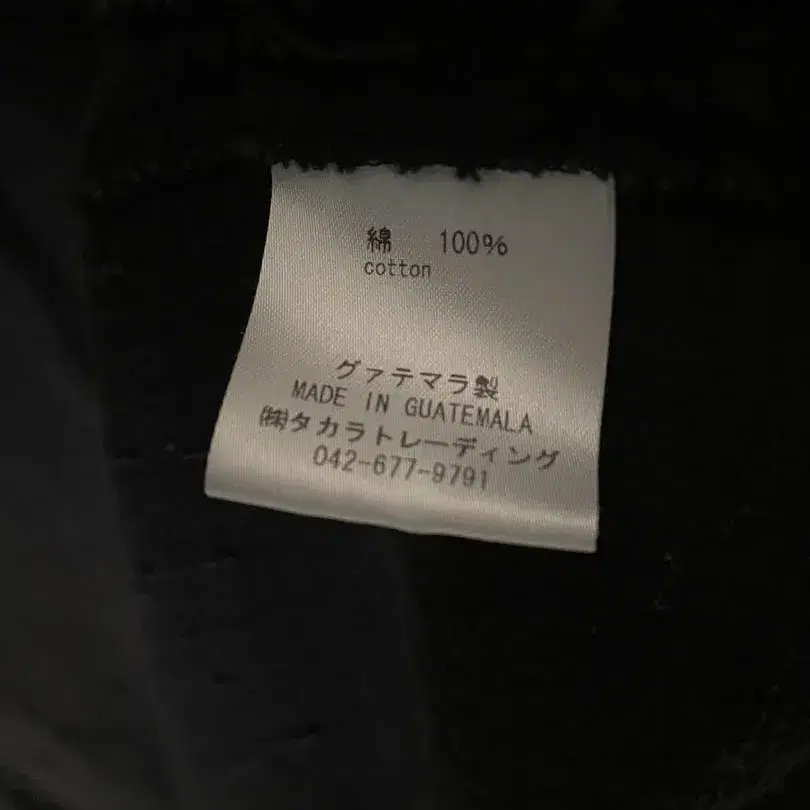 綿 100%
cotton
グァテマラ製
MADE IN GUATEMALA
㈱タカラトレーディング
042-677-9791